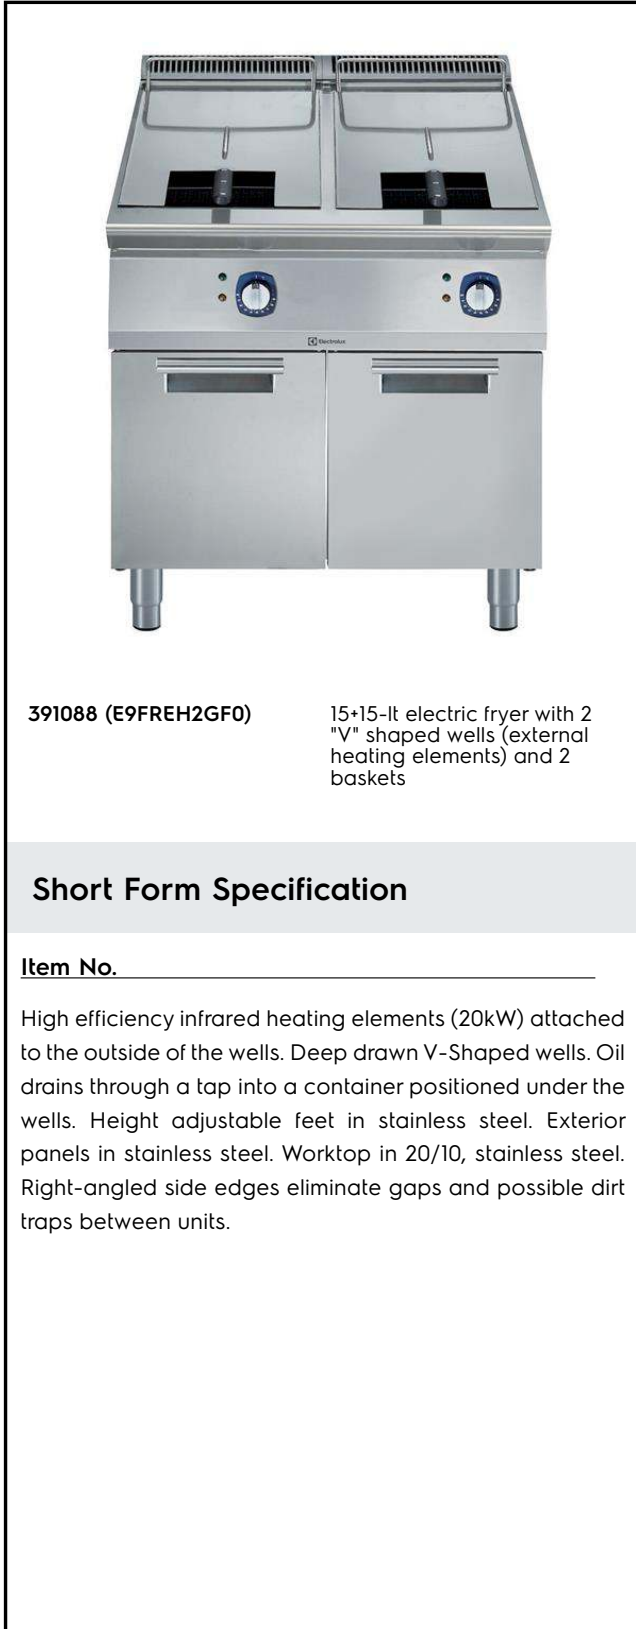 Electrolux
391088 (E9FREH2GF0)
15+15-lt electric fryer with 2
"V" shaped wells (external
heating elements) and 2
baskets
Short Form Specification
Item No.
High efficiency infrared heating elements (20kW) attached
to the outside of the wells. Deep drawn V-Shaped wells. Oil
drains through a tap into a container positioned under the
wells. Height adjustable feet in stainless steel. Exterior
panels in stainless steel. Worktop in 20/10, stainless steel.
Right-angled side edges eliminate gaps and possible dirt
traps between units.